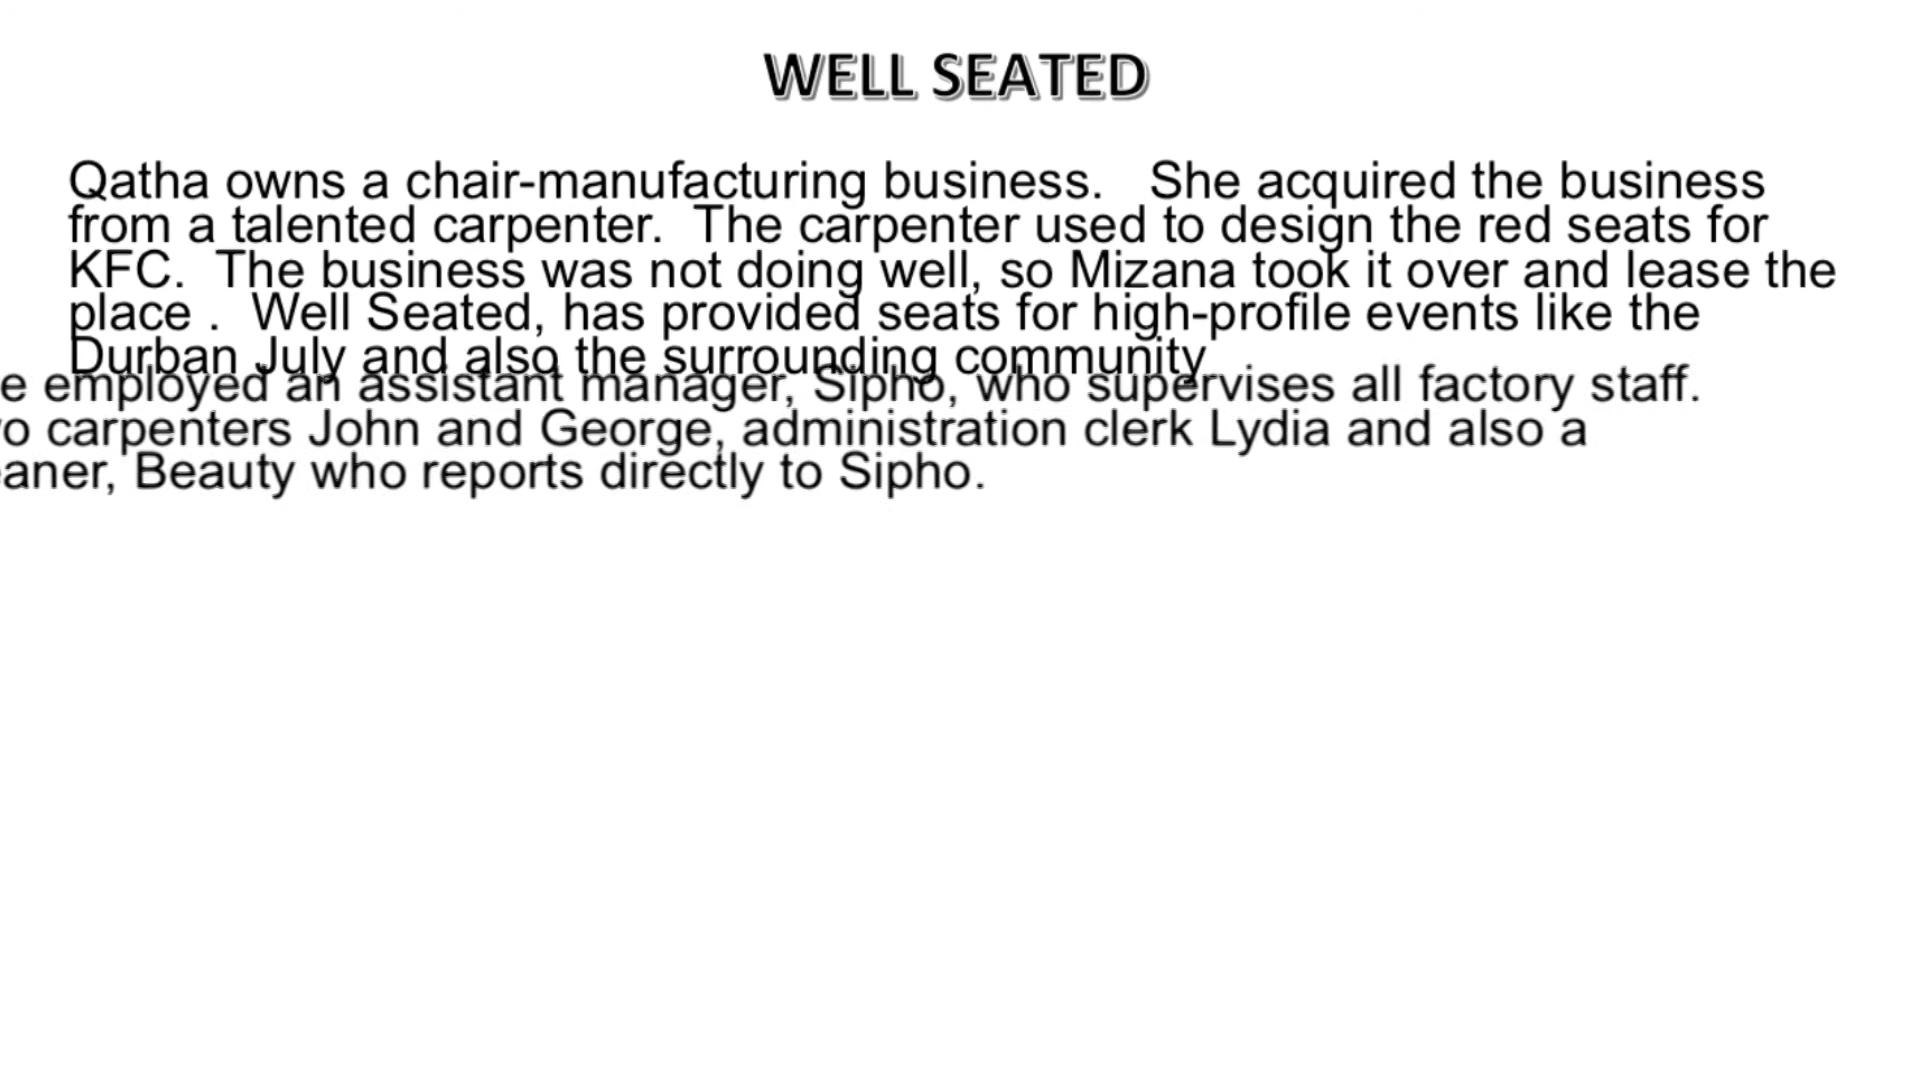 WELL SEATED
Qatha owns a chair-manufacturing business. She acquired the business
from a talented carpenter. The carpenter used to design the red seats for
KFC. The business was not doing well, so Mizana took it over and lease the
place . Well Seated, has provided seats for high-profile events like the
Durban July and also the surrounding community
employed an assistant manager, Sipho, who supervises all factory staff.
carpenters John and George, administration clerk Lydia and also a
Beauty who reports directly to Sipho.